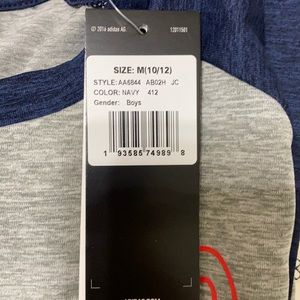 © 2016 adidas AG. 12011501
SIZE: M(10/12)
STYLE: AA6844 AB02H JC
COLOR: NAVY 412
Gender: Boys
1 93585 74989 8